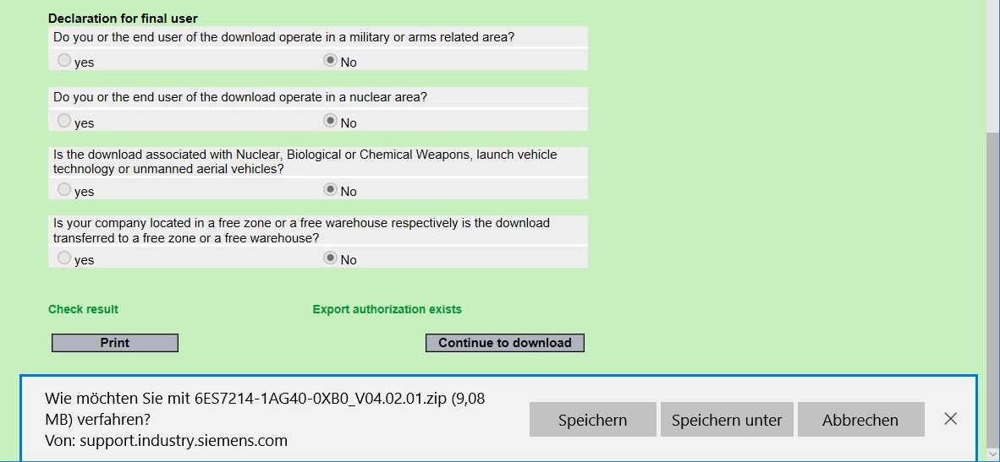 Declaration for final user
Do you or the end user of the download operate in a military or arms related area?
yes No
Do you or the end user of the download operate in a nuclear area?
yes No
Is the download associated with Nuclear, Biological or Chemical Weapons, launch vehicle
technology or unmanned aerial vehicles?
yes No
Is your company located in a free zone or a free warehouse respectively is the download
transferred to a free zone or a free warehouse?
yes No
Check result Export authorization exists
Print Continue to download
Wie möchten Sie mit 6ES7214-1AG40-0XB0_V04.02.01.zip (9,08
MB) verfahren?
Von: support.industry.siemens.com
Speichern Speichern unter Abbrechen